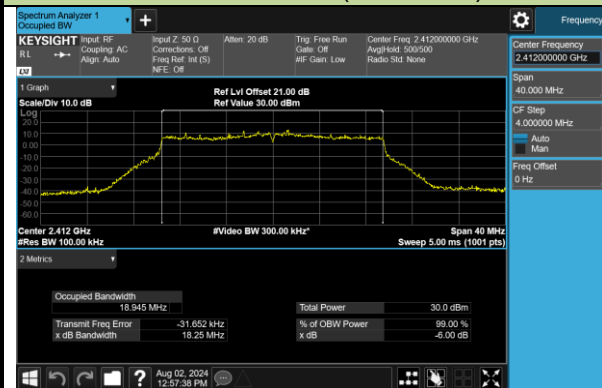 Spectrum Analyzer 1
Occupied BW
Frequency
KEYSIGHT
R L
Input: RF
Coupling: AC
Align: Auto
Input Z: 50 Ω
Corrections: Off
Freq Ref: Int (S)
NFE: Off
Atten: 20 dB
Trig: Free Run
Gate: Off
#IF Gain: Low
Center Freq: 2.412000000 GHz
Avg|Hold: 500/500
Radio Std: None
Center Frequency
2.412000000 GHz
Span
40.000 MHz
CF Step
4.000000 MHz
Auto
Man
Freq Offset
0 Hz
1 Graph
Scale/Div 10.0 dB
Ref Lvl Offset 21.00 dB
Ref Value 30.00 dBm
Log
20.0
10.0
0.00
-10.0
-20.0
-30.0
-40.0
-50.0
-60.0
Center 2.412 GHz
#Res BW 100.00 kHz
#Video BW 300.00 kHz*
Span 40 MHz
Sweep 5.00 ms (1001 pts)
2 Metrics
Occupied Bandwidth
18.945 MHz
Transmit Freq Error -31.652 kHz
x dB Bandwidth 18.25 MHz
Total Power 30.0 dBm
% of OBW Power 99.00 %
x dB -6.00 dB
Aug 02, 2024
12:57:38 PM